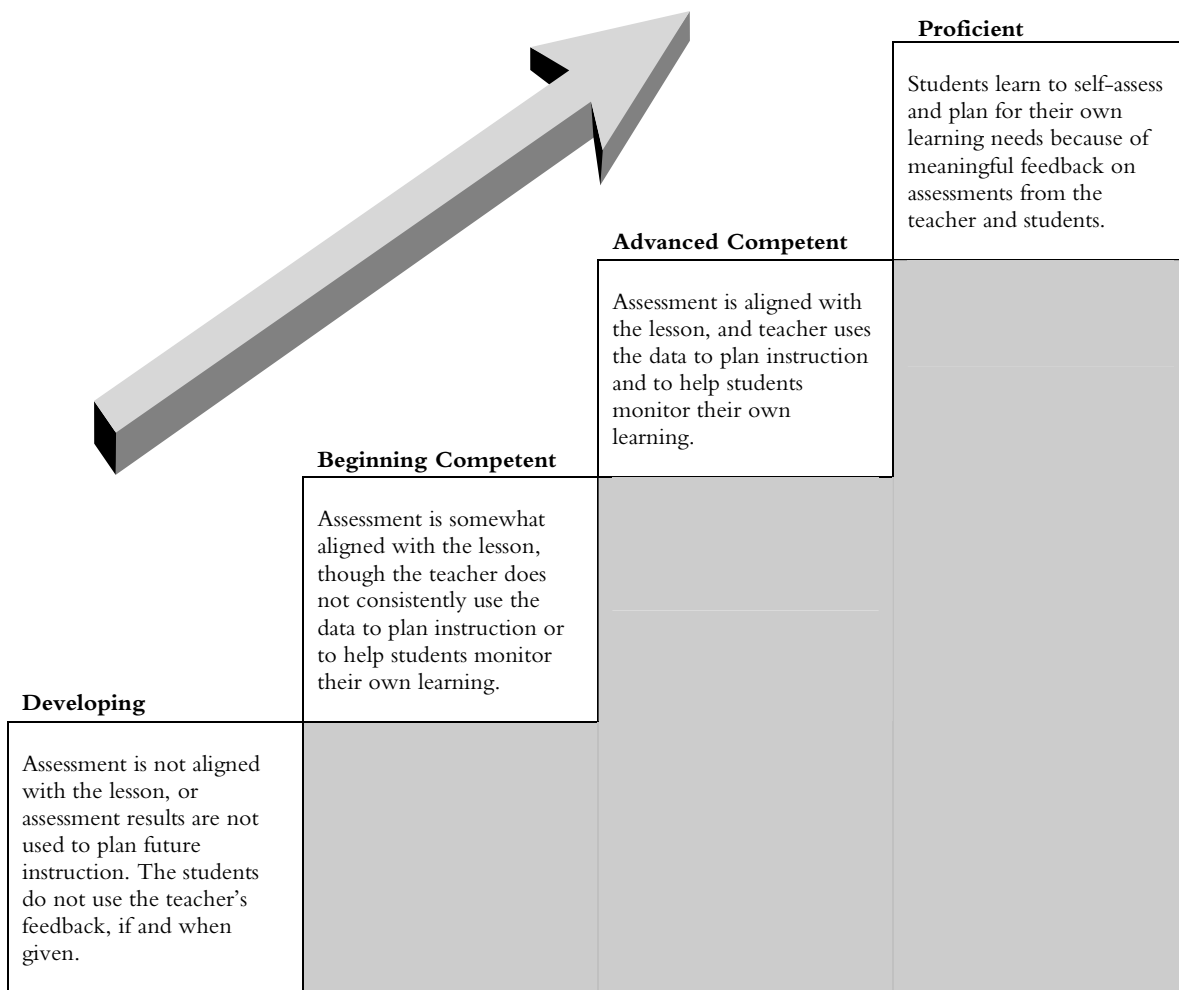 Proficient
Students learn to self-assess
and plan for their own
learning needs because of
meaningful feedback on
assessments from the
teacher and students.
Advanced Competent
Assessment is aligned with
the lesson, and teacher uses
the data to plan instruction
and to help students
monitor their own
learning.
Beginning Competent
Assessment is somewhat
aligned with the lesson,
though the teacher does
not consistently use the
data to plan instruction or
to help students monitor
their own learning.
Developing
Assessment is not aligned
with the lesson, or
assessment results are not
used to plan future
instruction. The students
do not use the teacher’s
feedback, if and when
given.